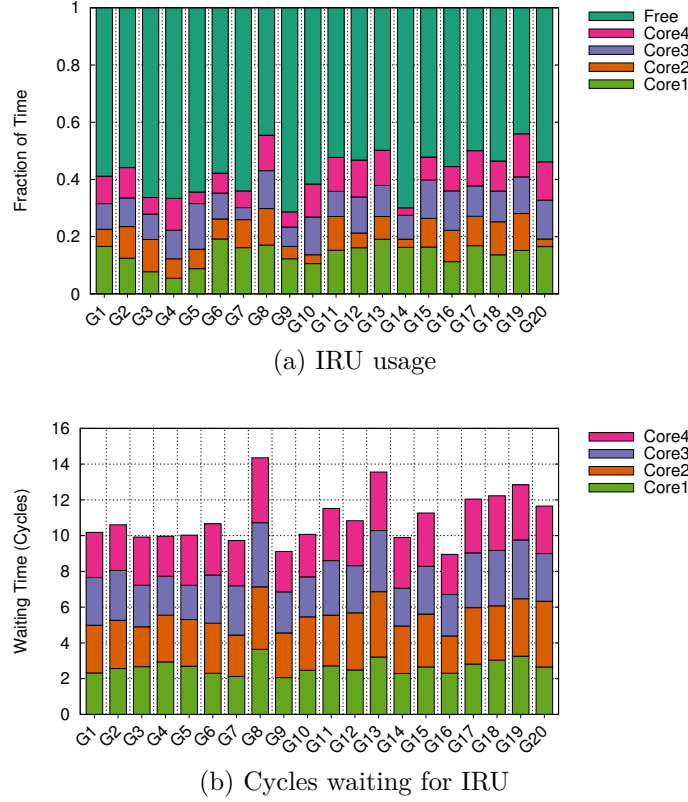 1
0.8
0.6
0.4
0.2
0
Fraction of Time
G1 G2 G3 G4 G5 G6 G7 G8 G9 G10 G11 G12 G13 G14 G15 G16 G17 G18 G19 G20
Free
Core4
Core3
Core2
Core1
(a) IRU usage
16
14
12
10
8
6
4
2
0
Waiting Time (Cycles)
G1 G2 G3 G4 G5 G6 G7 G8 G9 G10 G11 G12 G13 G14 G15 G16 G17 G18 G19 G20
Core4
Core3
Core2
Core1
(b) Cycles waiting for IRU